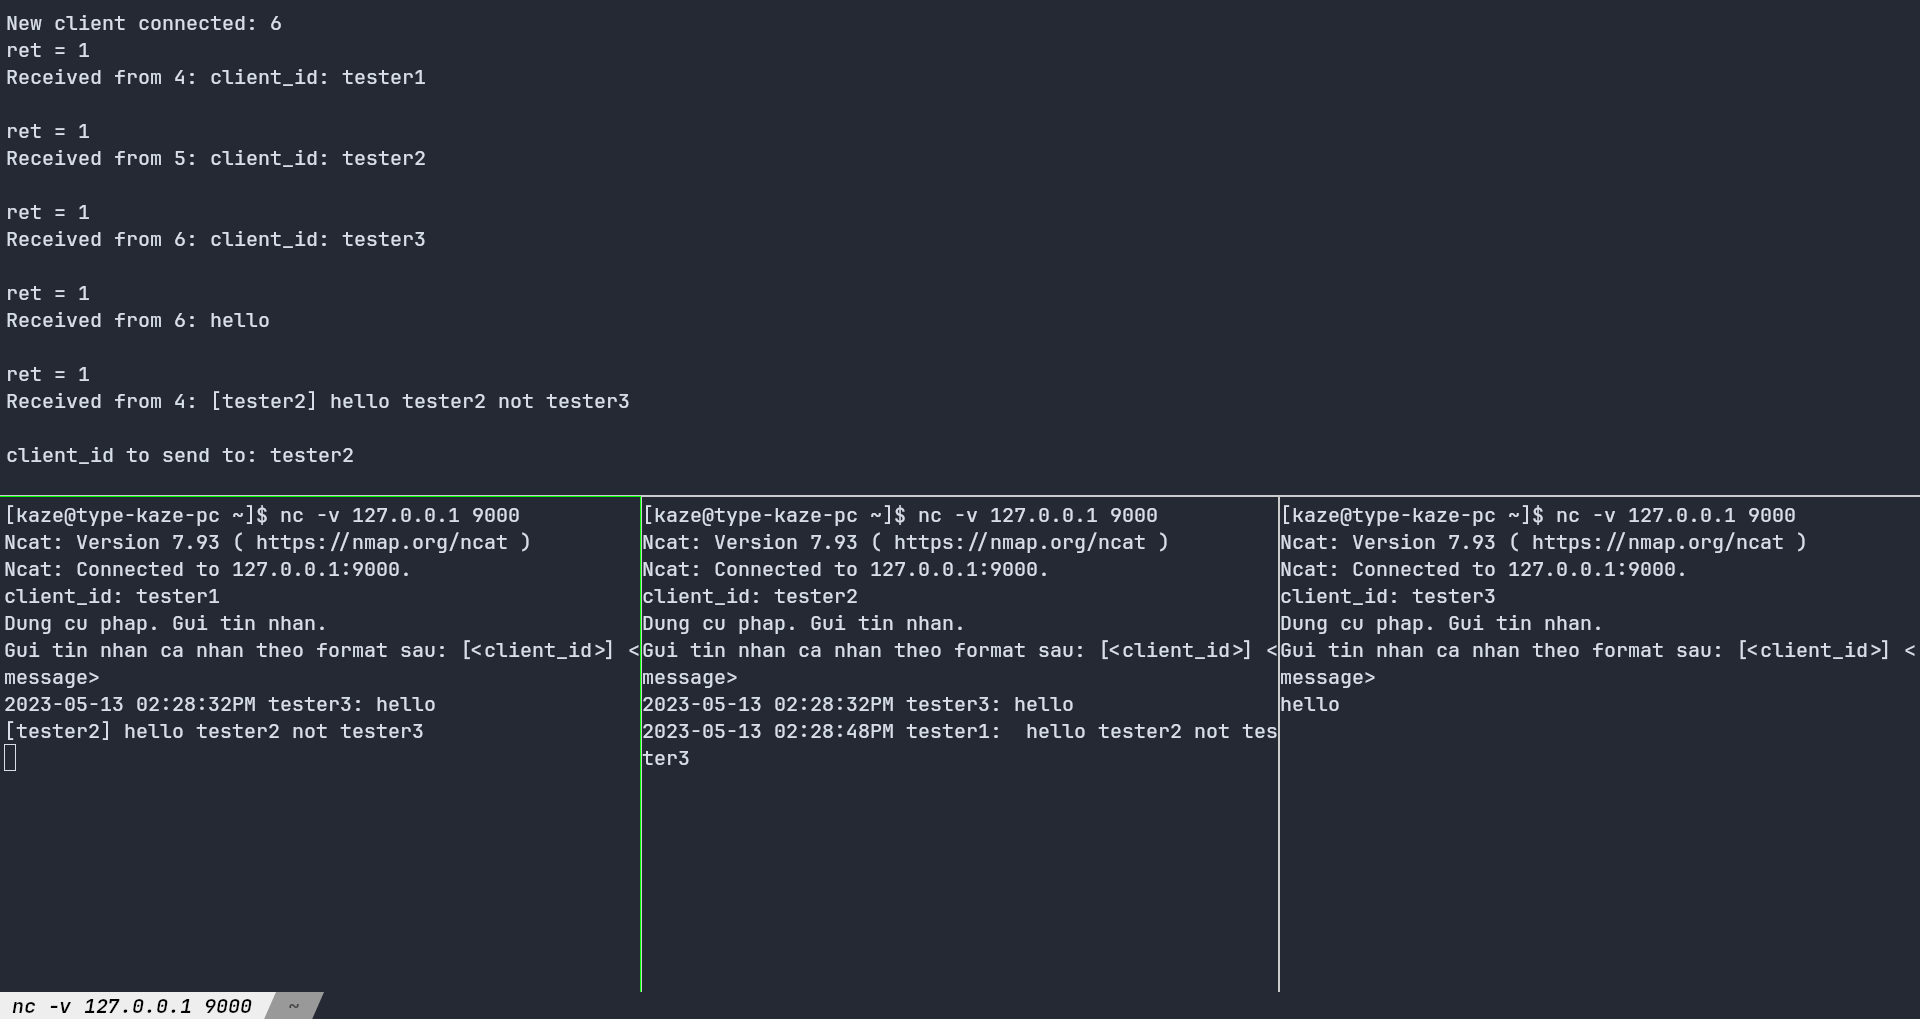 New client connected: 6
ret = 1
Received from 4: client_id: tester1
ret = 1
Received from 5: client_id: tester2
ret = 1
Received from 6: client_id: tester3
ret = 1
Received from 6: hello
ret = 1
Received from 4: [tester2] hello tester2 not tester3
client_id to send to: tester2
[kaze@type-kaze-pc ~]$ nc -v 127.0.0.1 9000
Ncat: Version 7.93 ( https://nmap.org/ncat )
Ncat: Connected to 127.0.0.1:9000.
client_id: tester1
Dung cu phap. Gui tin nhan.
Gui tin nhan ca nhan theo format sau: [<client_id>] <
message>
2023-05-13 02:28:32PM tester3: hello
[tester2] hello tester2 not tester3
[kaze@type-kaze-pc ~]$ nc -v 127.0.0.1 9000
Ncat: Version 7.93 ( https://nmap.org/ncat )
Ncat: Connected to 127.0.0.1:9000.
client_id: tester2
Dung cu phap. Gui tin nhan.
Gui tin nhan ca nhan theo format sau: [<client_id>] <
message>
2023-05-13 02:28:32PM tester3: hello
2023-05-13 02:28:48PM tester1:  hello tester2 not tes
ter3
[kaze@type-kaze-pc ~]$ nc -v 127.0.0.1 9000
Ncat: Version 7.93 ( https://nmap.org/ncat )
Ncat: Connected to 127.0.0.1:9000.
client_id: tester3
Dung cu phap. Gui tin nhan.
Gui tin nhan ca nhan theo format sau: [<client_id>] <
message>
hello
nc -v 127.0.0.1 9000 ~